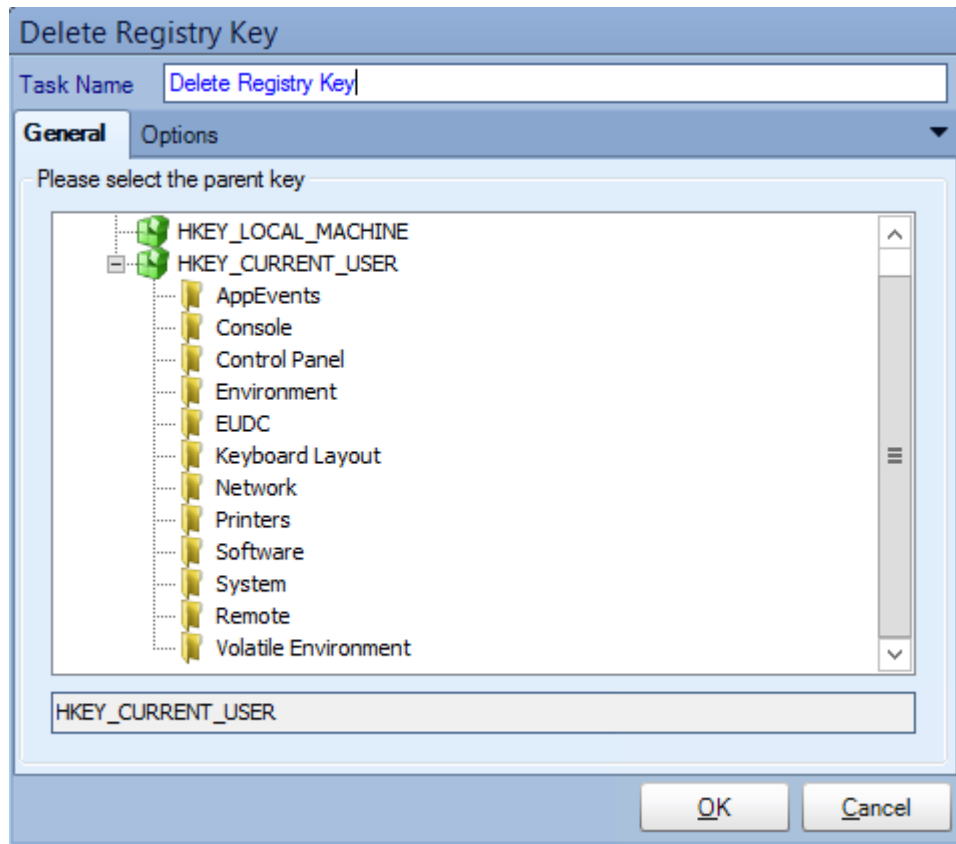 Delete Registry Key
Task Name Delete Registry Key
General Options
Please select the parent key
HKEY_LOCAL_MACHINE
HKEY_CURRENT_USER
AppEvents
Console
Control Panel
Environment
EUDC
Keyboard Layout
Network
Printers
Software
System
Remote
Volatile Environment
HKEY_CURRENT_USER
OK Cancel